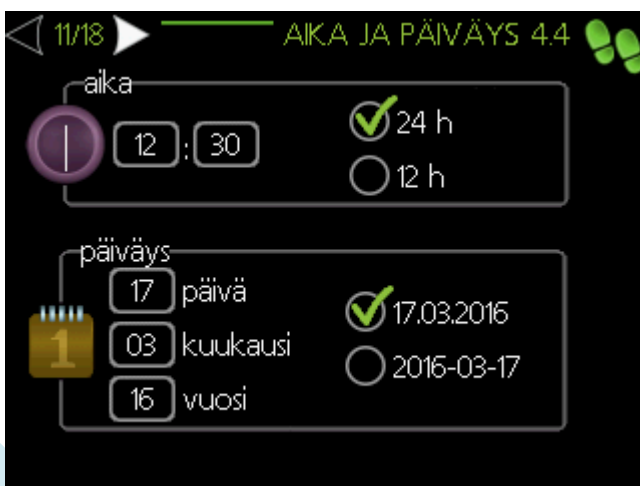 11/18 AIKA JA PÄIVÄYS 4.4
aika
12 : 30
24 h
12 h
päiväys
17 päivä
03 kuukausi
16 vuosi
17.03.2016
2016-03-17
1